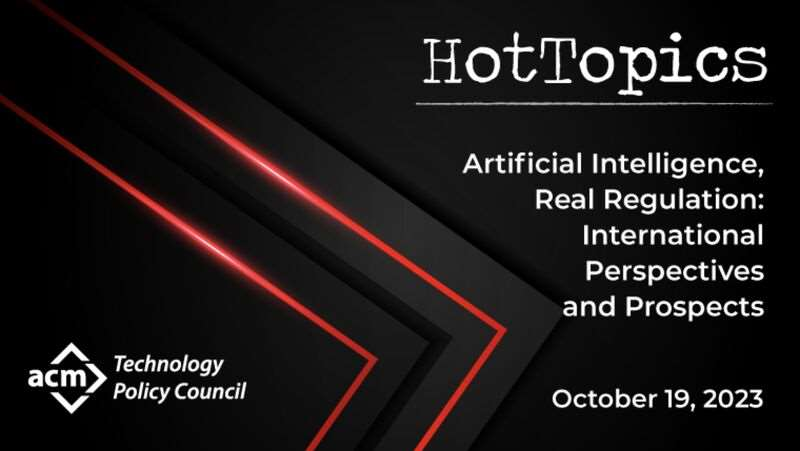 HotTopics
Artificial Intelligence,
Real Regulation:
International
Perspectives
and Prospects
acm
Technology
Policy Council
October 19, 2023